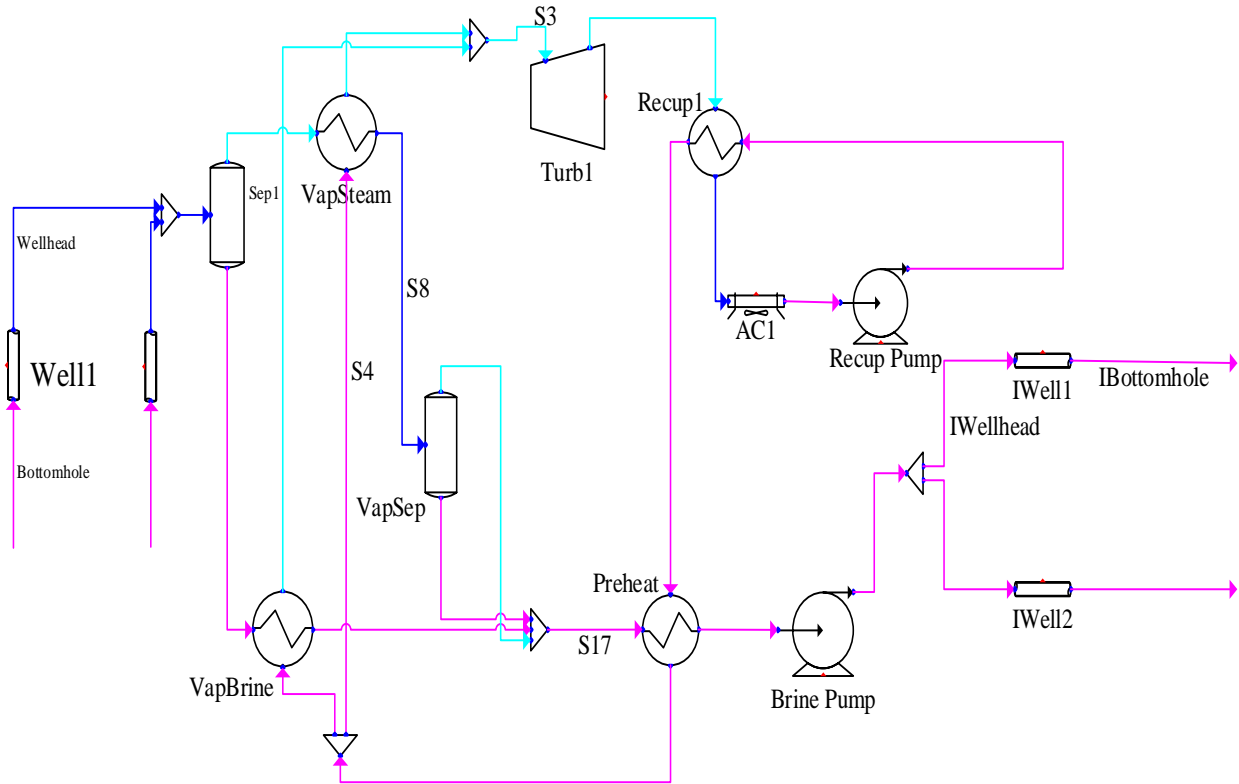 S3
Recup1
Turb1
Sep1
VapSteam
Wellhead
S8
AC1
Recup Pump
Well1
S4
IWell1
IBottomhole
IWellhead
Bottomhole
VapSep
Preheat
IWell2
S17
VapBrine
Brine Pump